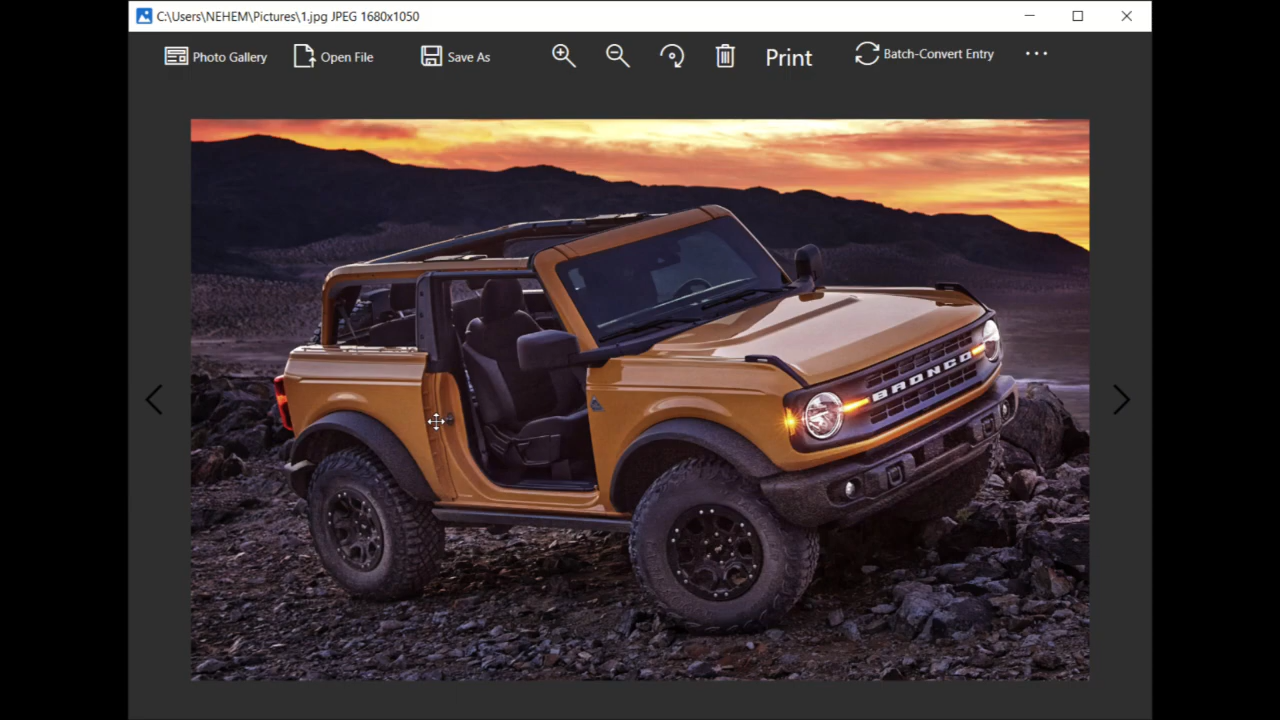 C:\Users\NEHEM\Pictures\1.jpg JPEG 1680x1050
Photo Gallery Open File Save As Print Batch-Convert Entry
BRONCO